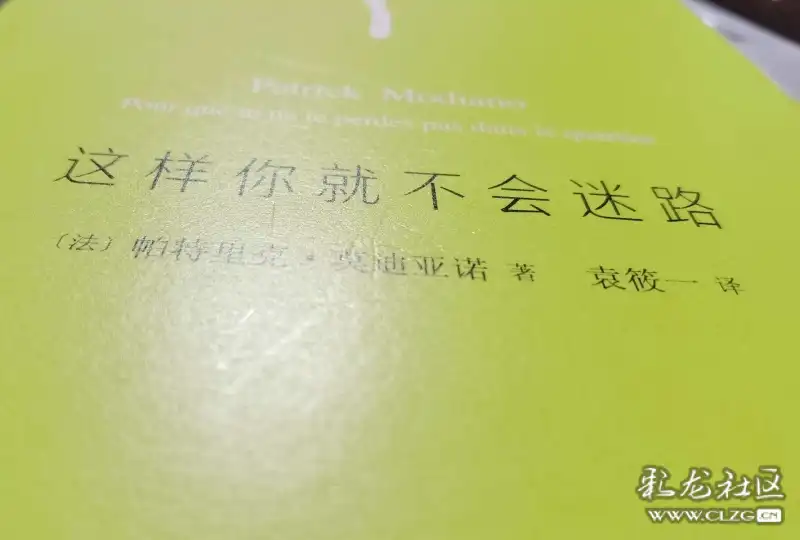 Patrick Modiano
Pour que tu ne te perdes pas dans le quartier
这样你就不会迷路
〔法〕帕特里克·莫迪亚诺 著 袁筱一 译
彩龙社区
WWW.CLZG.CN